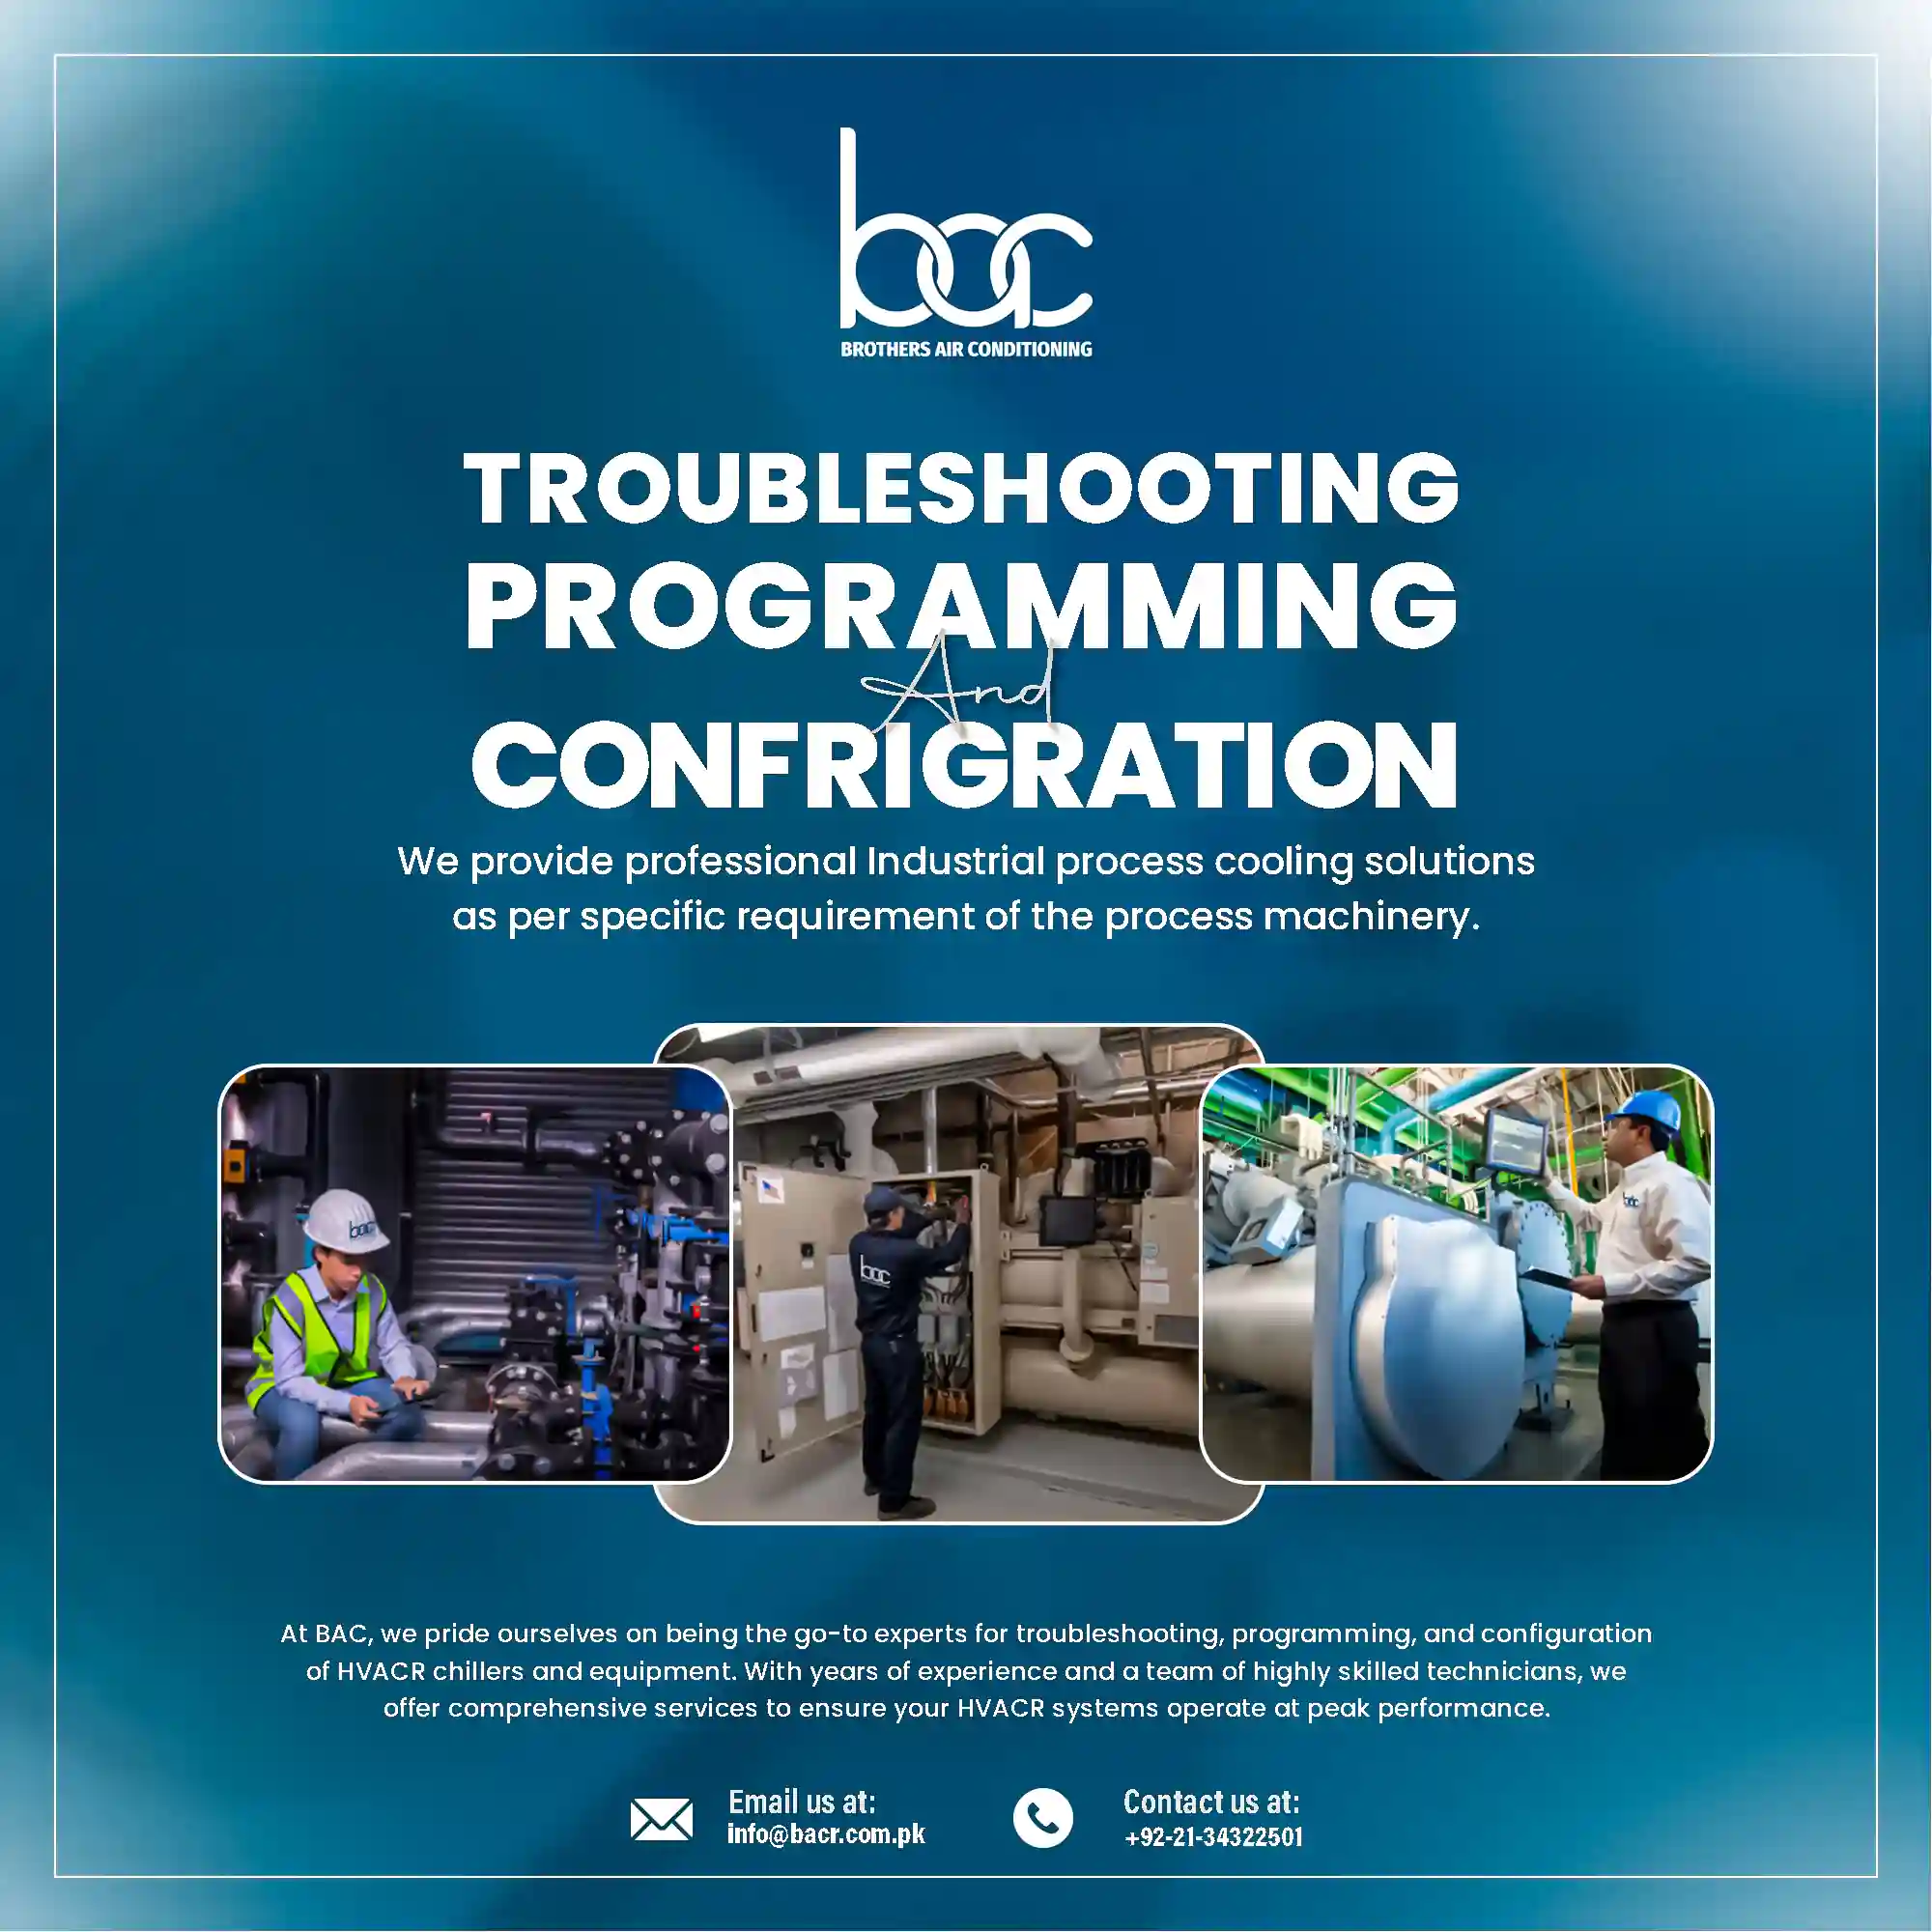 bac
BROTHERS AIR CONDITIONING
TROUBLESHOOTING
PROGRAMMING
And
CONFRIGRATION
We provide professional Industrial process cooling solutions
as per specific requirement of the process machinery.
bac
bac
bac
At BAC, we pride ourselves on being the go-to experts for troubleshooting, programming, and configuration
of HVACR chillers and equipment. With years of experience and a team of highly skilled technicians, we
offer comprehensive services to ensure your HVACR systems operate at peak performance.
Email us at:
info@bacr.com.pk
Contact us at:
+92-21-34322501